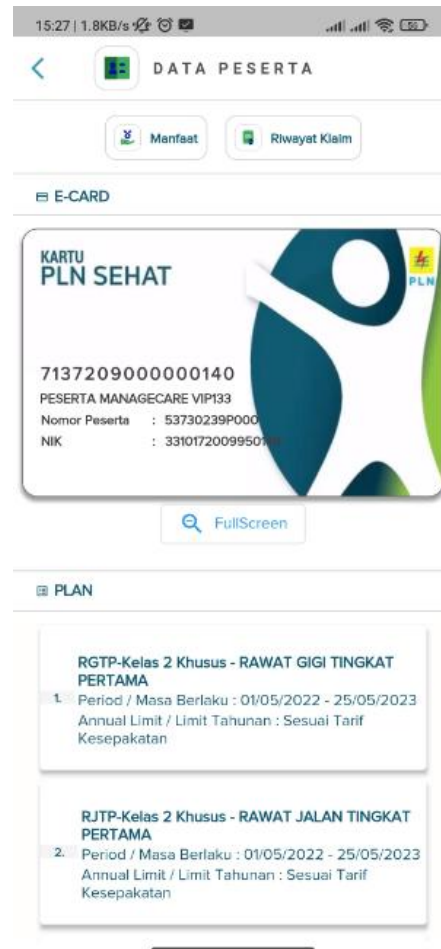 15:27 | 1.8KB/s
56
DATA PESERTA
Manfaat
Riwayat Klaim
E-CARD
KARTU
PLN SEHAT
PLN
7137209000000140
PESERTA MANAGECARE VIP133
Nomor Peserta : 53730239P000
NIK : 3310172009950
FullScreen
PLAN
RGTP-Kelas 2 Khusus - RAWAT GIGI TINGKAT
PERTAMA
1. Period / Masa Berlaku : 01/05/2022 - 25/05/2023
Annual Limit / Limit Tahunan : Sesuai Tarif
Kesepakatan
RJTP-Kelas 2 Khusus - RAWAT JALAN TINGKAT
PERTAMA
2. Period / Masa Berlaku : 01/05/2022 - 25/05/2023
Annual Limit / Limit Tahunan : Sesuai Tarif
Kesepakatan